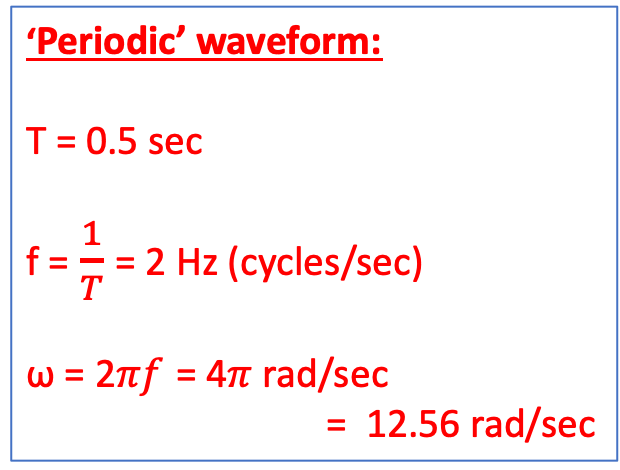 ‘Periodic’ waveform:
T = 0.5 sec
f = 1/T = 2 Hz (cycles/sec)
ω = 2πf = 4π rad/sec
= 12.56 rad/sec